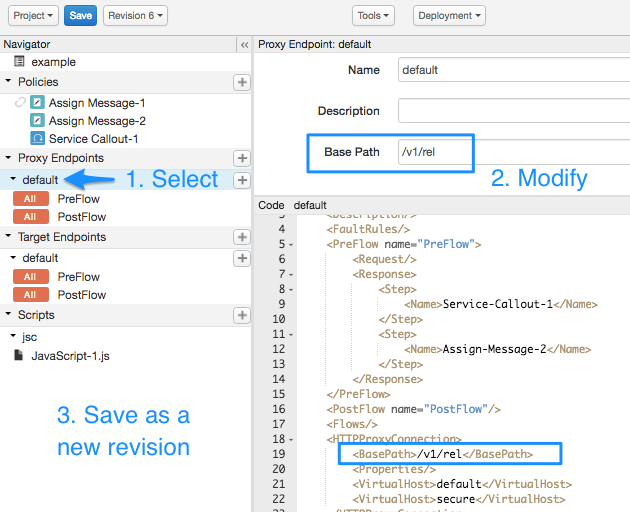 Project Save Revision 6 Tools Deployment
Navigator
example
Policies
Assign Message-1
Assign Message-2
Service Callout-1
Proxy Endpoints
default
1. Select
All PreFlow
All PostFlow
Target Endpoints
default
All PreFlow
All PostFlow
Scripts
jsc
JavaScript-1.js
3. Save as a
new revision
Proxy Endpoint: default
Name default
Description
Base Path /v1/rel
2. Modify
Code default
3 <Description/>
4 <FaultRules/>
5 <PreFlow name="PreFlow">
6 <Request/>
7 <Response>
8 <Step>
9 <Name>Service-Callout-1</Name>
10 </Step>
11 <Step>
12 <Name>Assign-Message-2</Name>
13 </Step>
14 </Response>
15 </PreFlow>
16 <PostFlow name="PostFlow"/>
17 <Flows/>
18 <HTTPProxyConnection>
19 <BasePath>/v1/rel</BasePath>
20 <Properties/>
21 <VirtualHost>default</VirtualHost>
22 <VirtualHost>secure</VirtualHost>
23 </HTTPProxyConnection>